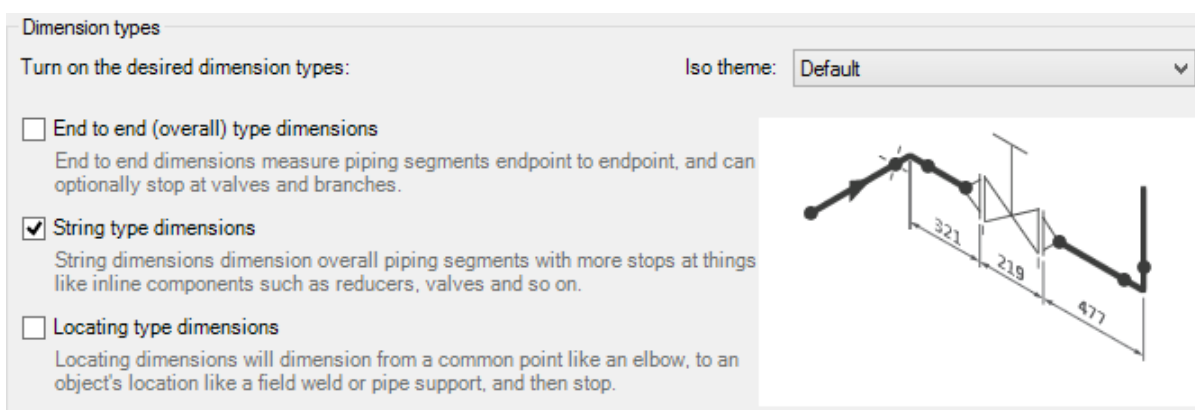 Dimension types
Turn on the desired dimension types:
Iso theme: Default
End to end (overall) type dimensions
End to end dimensions measure piping segments endpoint to endpoint, and can
optionally stop at valves and branches.
String type dimensions
String dimensions dimension overall piping segments with more stops at things
like inline components such as reducers, valves and so on.
Locating type dimensions
Locating dimensions will dimension from a common point like an elbow, to an
object's location like a field weld or pipe support, and then stop.
321
219
477